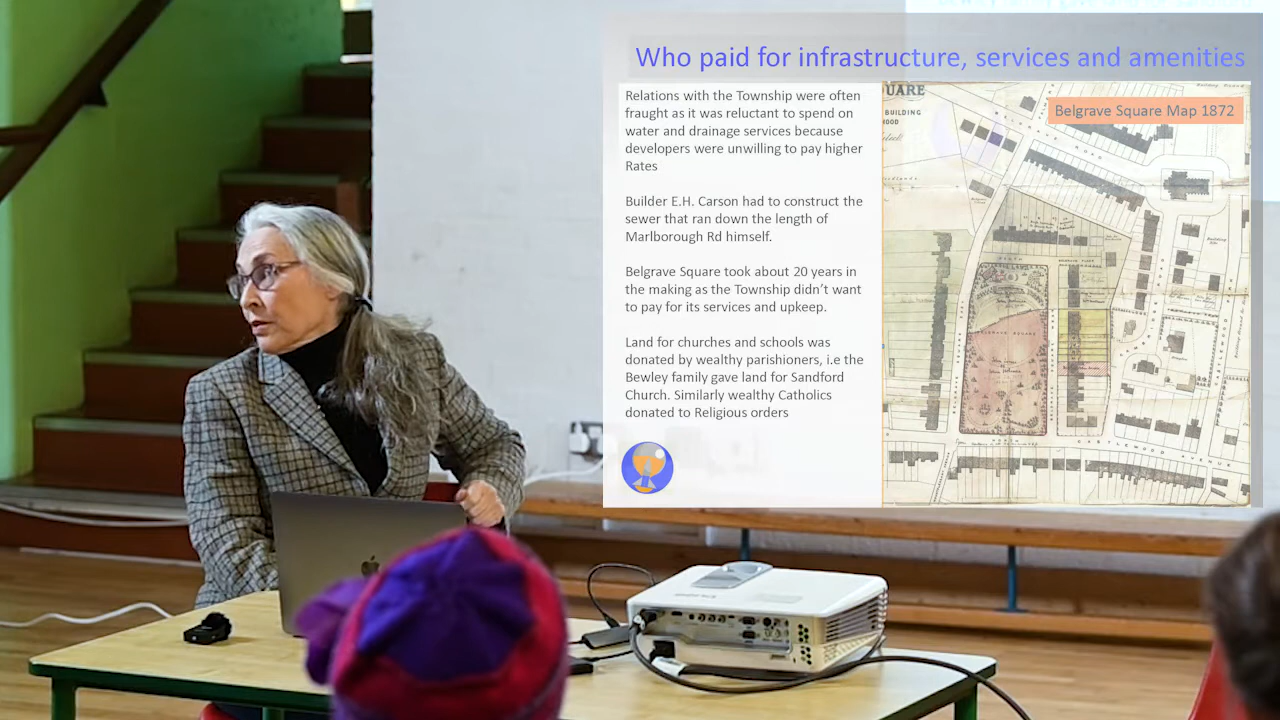 Who paid for infrastructure, services and amenities
Relations with the Township were often
fraught as it was reluctant to spend on
water and drainage services because
developers were unwilling to pay higher
Rates
Builder E.H. Carson had to construct the
sewer that ran down the length of
Marlborough Rd himself.
Belgrave Square took about 20 years in
the making as the Township didn't want
to pay for its services and upkeep.
Land for churches and schools was
donated by wealthy parishioners, i.e the
Bewley family gave land for Sandford
Church. Similarly wealthy Catholics
donated to Religious orders
UARE
BUILDING
Belgrave Square Map 1872
ROAD
NORTH
CASTLEWOOD AVENUE